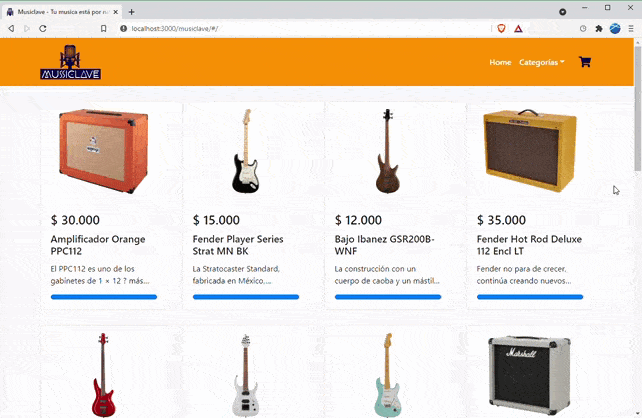 Musiclave - Tu musica está por n
localhost:3000/musiclave/#/
MUSICLAVE
Home
Categorías
$ 30.000
Amplificador Orange
PPC112
El PPC112 es uno de los
gabinetes de 1 × 12 ? más...
$ 15.000
Fender Player Series
Strat MN BK
La Stratocaster Standard,
fabricada en México,...
$ 12.000
Bajo Ibanez GSR200B-
WNF
La construcción con un
cuerpo de caoba y un mástil...
$ 35.000
Fender Hot Rod Deluxe
112 Encl LT
Fender no para de crecer,
continúa creando nuevos...
Marshall